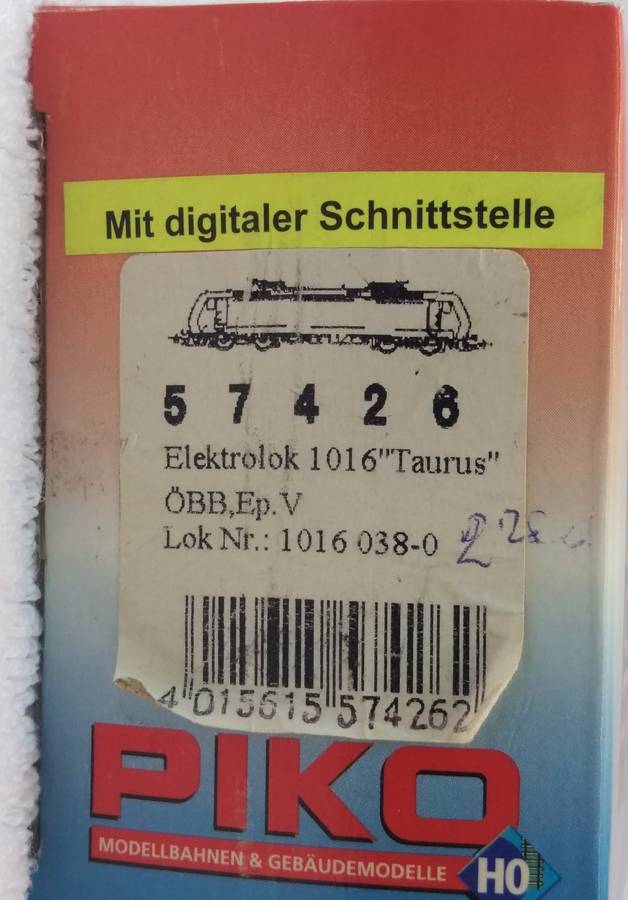 Mit digitaler Schnittstelle
5 7 4 2 6
Elektrolok 1016"Taurus"
ÖBB,Ep.V
Lok Nr.: 1016 038-0
4 015615 574262
PIKO
MODELLBAHNEN & GEBÄUDEMODELLE
H0